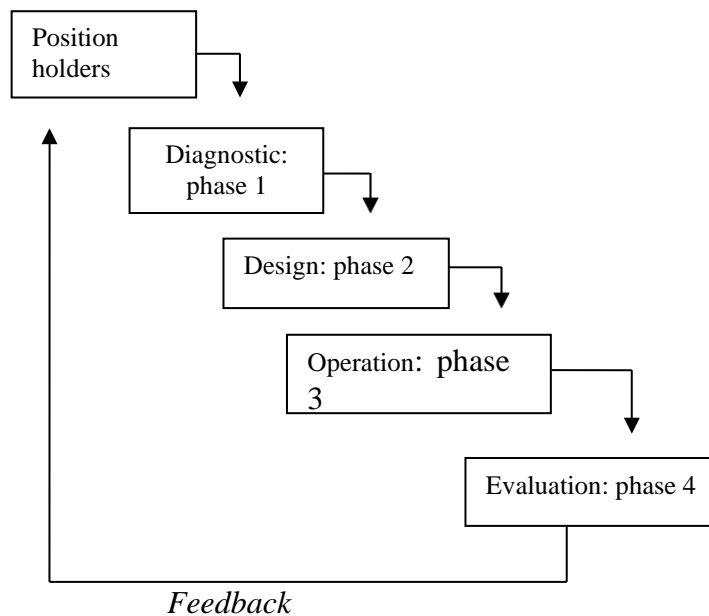 Position
holders
Diagnostic:
phase 1
Design: phase 2
Operation: phase
3
Evaluation: phase 4
Feedback